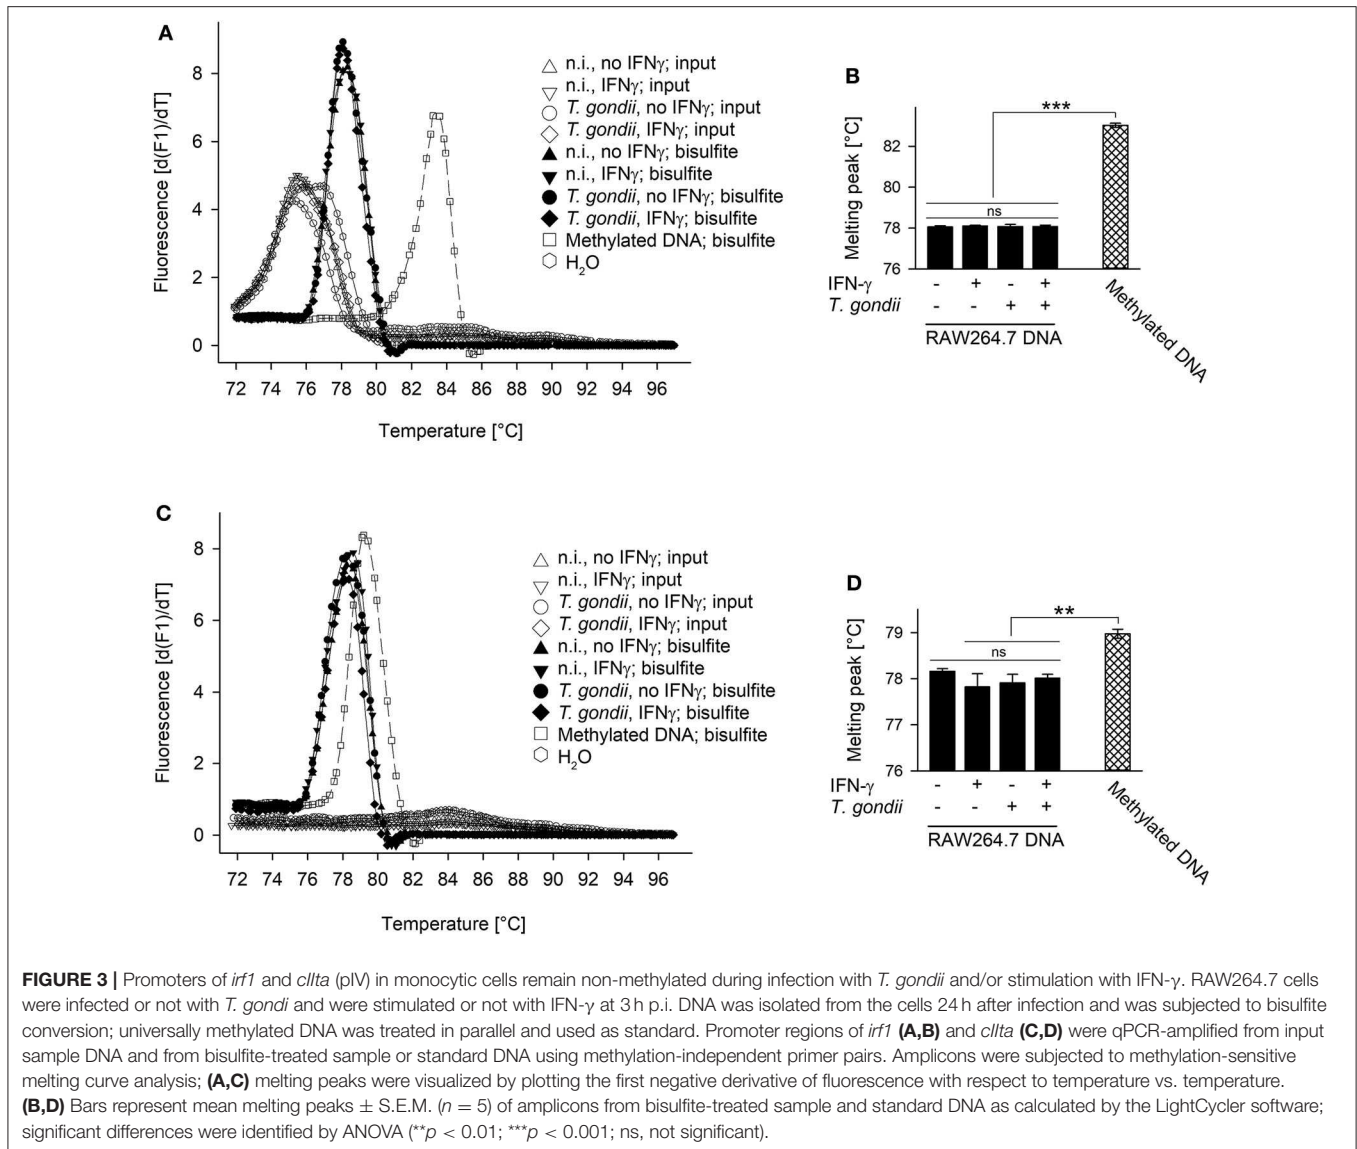 A
Fluorescence [d(F1)/dT]
8
6
4
2
0
72 74 76 78 80 82 84 86 88 90 92 94 96
Temperature [°C]
n.i., no IFNγ; input
n.i., IFNγ; input
T. gondii, no IFNγ; input
T. gondii, IFNγ; input
n.i., no IFNγ; bisulfite
n.i., IFNγ; bisulfite
T. gondii, no IFNγ; bisulfite
T. gondii, IFNγ; bisulfite
Methylated DNA; bisulfite
H2O
B
Melting peak [°C]
82
80
78
76
***
ns
IFN-γ - + - +
T. gondii - - + +
RAW264.7 DNA
Methylated DNA
C
Fluorescence [d(F1)/dT]
8
6
4
2
0
72 74 76 78 80 82 84 86 88 90 92 94 96
Temperature [°C]
n.i., no IFNγ; input
n.i., IFNγ; input
T. gondii, no IFNγ; input
T. gondii, IFNγ; input
n.i., no IFNγ; bisulfite
n.i., IFNγ; bisulfite
T. gondii, no IFNγ; bisulfite
T. gondii, IFNγ; bisulfite
Methylated DNA; bisulfite
H2O
D
Melting peak [°C]
79
78
77
76
**
ns
IFN-γ - + - +
T. gondii - - + +
RAW264.7 DNA
Methylated DNA
FIGURE 3 | Promoters of irf1 and cIIta (pIV) in monocytic cells remain non-methylated during infection with T. gondii and/or stimulation with IFN-γ. RAW264.7 cells
were infected or not with T. gondi and were stimulated or not with IFN-γ at 3 h p.i. DNA was isolated from the cells 24 h after infection and was subjected to bisulfite
conversion; universally methylated DNA was treated in parallel and used as standard. Promoter regions of irf1 (A,B) and cIIta (C,D) were qPCR-amplified from input
sample DNA and from bisulfite-treated sample or standard DNA using methylation-independent primer pairs. Amplicons were subjected to methylation-sensitive
melting curve analysis; (A,C) melting peaks were visualized by plotting the first negative derivative of fluorescence with respect to temperature vs. temperature.
(B,D) Bars represent mean melting peaks ± S.E.M. (n = 5) of amplicons from bisulfite-treated sample and standard DNA as calculated by the LightCycler software;
significant differences were identified by ANOVA (**p < 0.01; ***p < 0.001; ns, not significant).